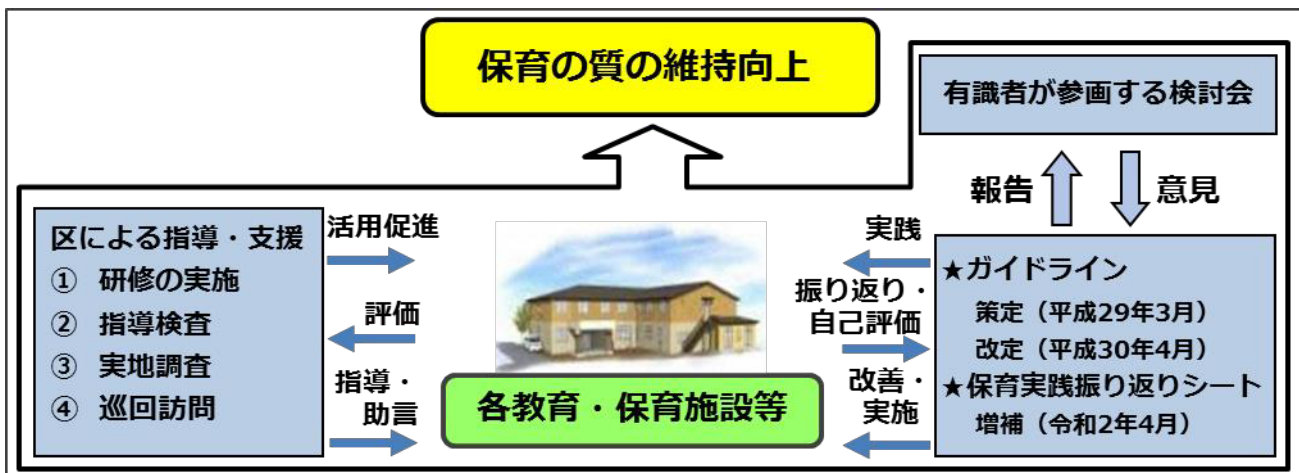 保育の質の維持向上
有識者が参画する検討会
報告
意見
区による指導・支援
① 研修の実施
② 指導検査
③ 実地調査
④ 巡回訪問
活用促進
評価
指導・
助言
各教育・保育施設等
実践
振り返り・
自己評価
改善・
実施
★ガイドライン
策定（平成29年3月）
改定（平成30年4月）
★保育実践振り返りシート
増補（令和2年4月）